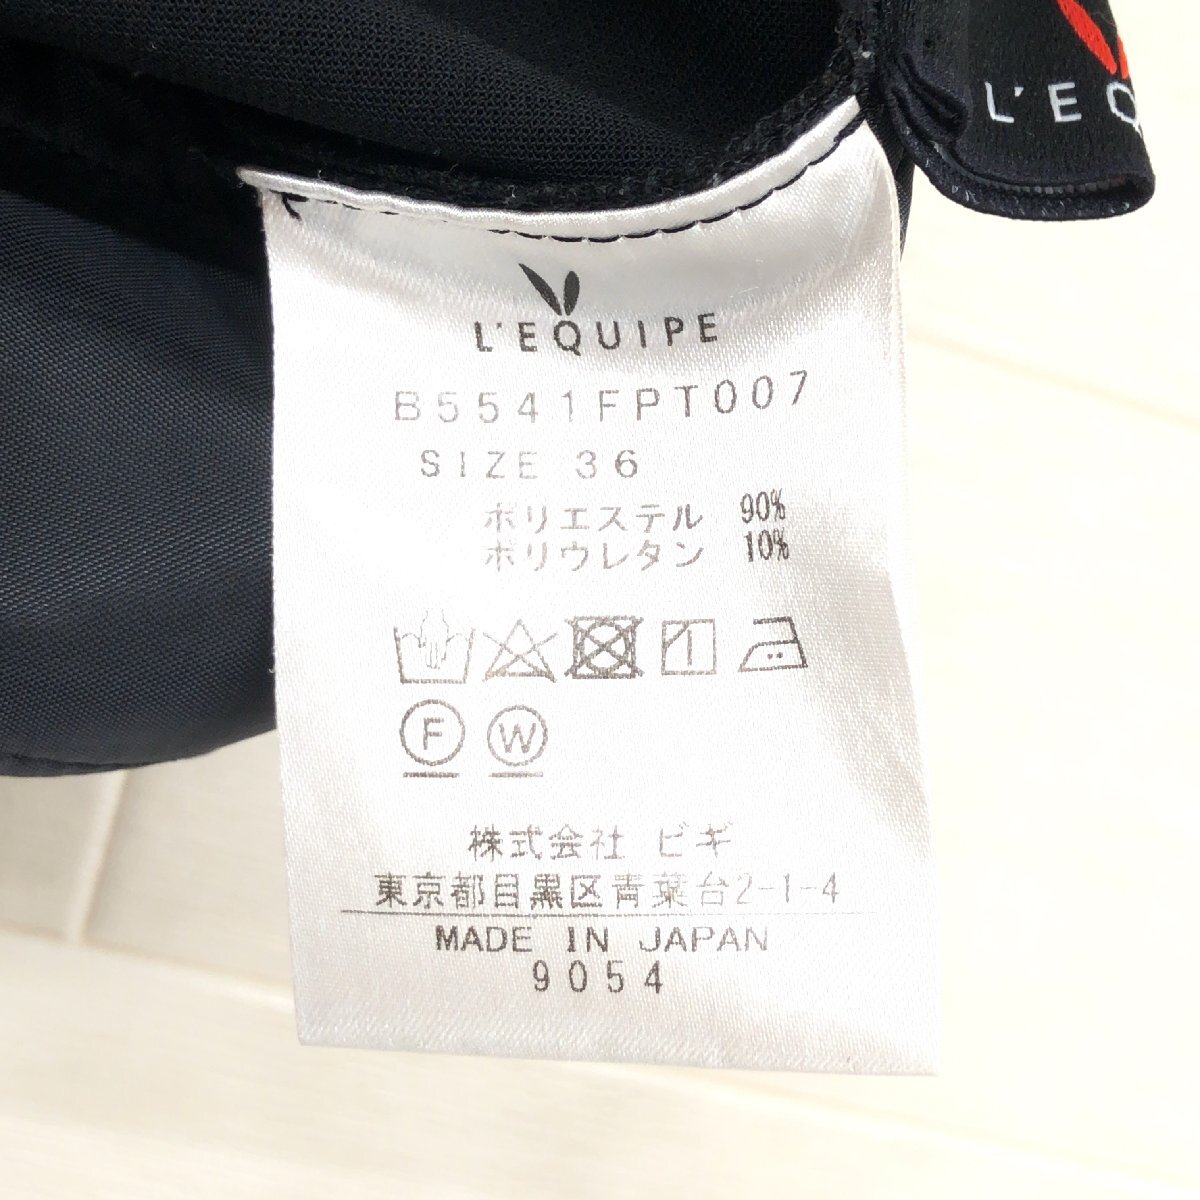 L'EQ
L'EQUIPE
B5541FPT007
SIZE 36
ポリエステル 90%
ポリウレタン 10%
F W
株式会社 ビギ
東京都目黒区青葉台2-1-4
MADE IN JAPAN
9054